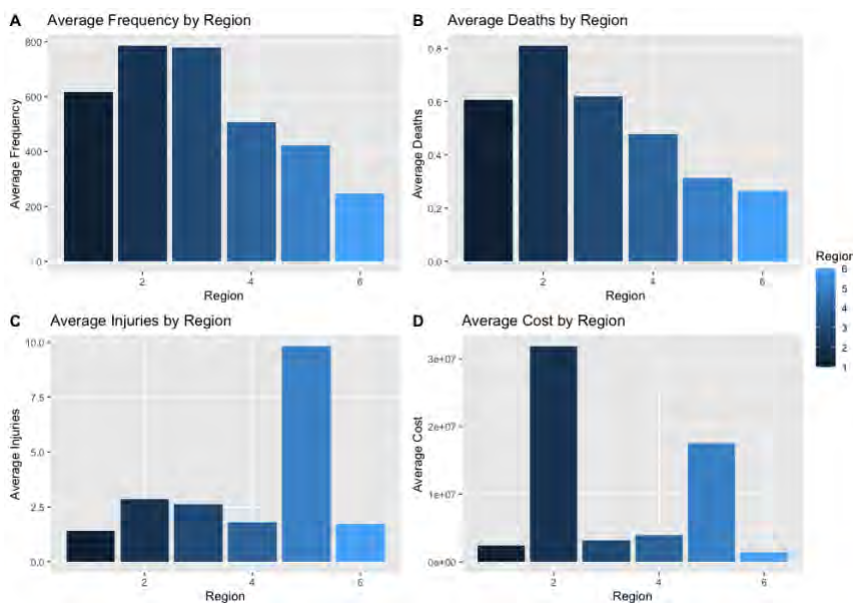 A Average Frequency by Region
800
600
400
200
0
Average Frequency
2 4 6
Region
B Average Deaths by Region
0.8
0.6
0.4
0.2
0.0
Average Deaths
2 4 6
Region
Region
6
5
4
3
2
1
C Average Injuries by Region
10.0
7.5
5.0
2.5
0.0
Average Injuries
2 4 6
Region
D Average Cost by Region
3e+07
2e+07
1e+07
0e+00
Average Cost
2 4 6
Region